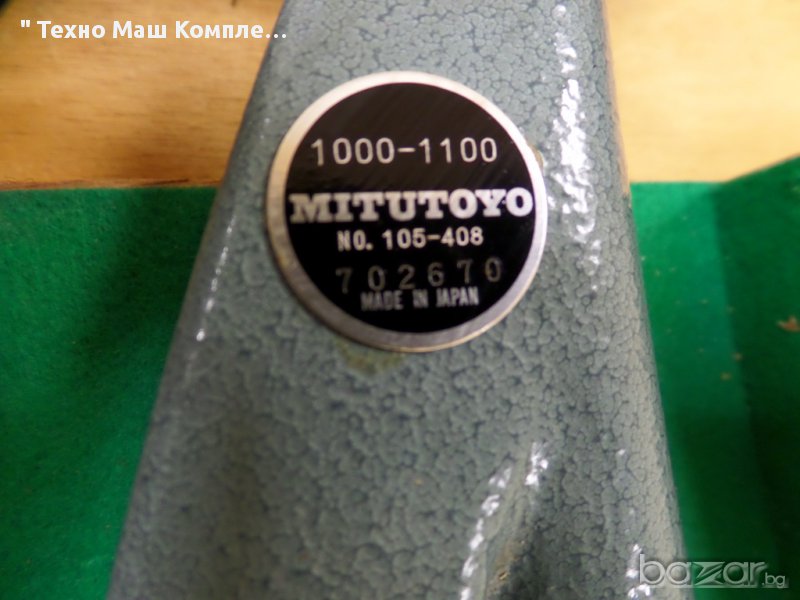 " Техно Маш Компле...
1000-1100
MITUTOYO
NO. 105-408
702670
MADE IN JAPAN
bazar.bg